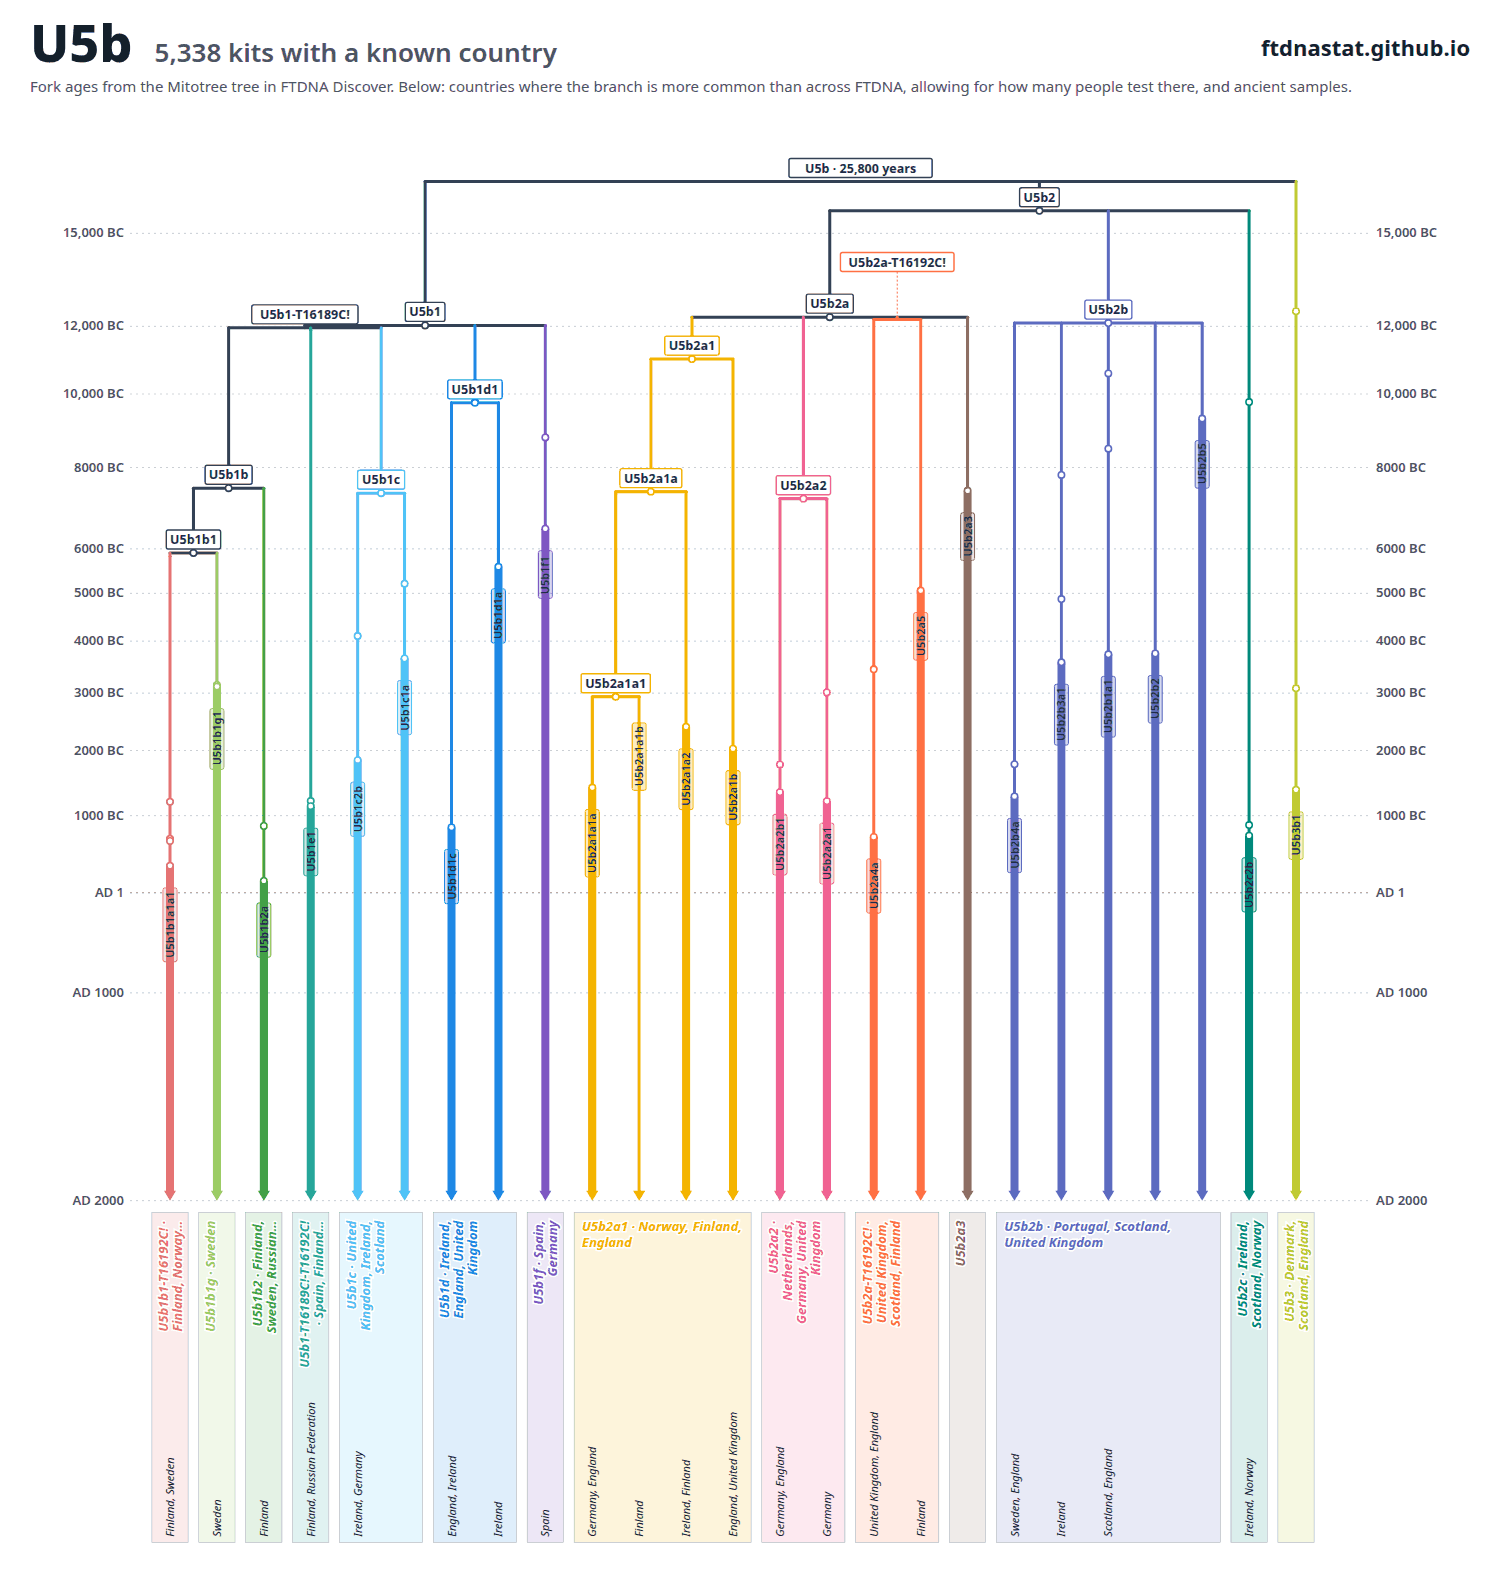 U5b 5,338 kits with a known country
ftdnastat.github.io
Fork ages from the Mitotree tree in FTDNA Discover. Below: countries where the branch is more common than across FTDNA, allowing for how many people test there, and ancient samples.
U5b · 25,800 years
U5b2
15,000 BC
15,000 BC
U5b2a-T16192C!
U5b2a
U5b1-T16189C!
U5b1
U5b2b
12,000 BC
12,000 BC
U5b2a1
U5b1d1
10,000 BC
10,000 BC
8000 BC
8000 BC
U5b1b
U5b1c
U5b2a1a
U5b2a2
U5b2b5
U5b2a3
U5b1b1
6000 BC
6000 BC
U5b1f1
5000 BC
5000 BC
U5b1d1a
U5b2a5
4000 BC
4000 BC
U5b2a1a1
3000 BC
3000 BC
U5b1b1g1
U5b1c1a
U5b2b3a1
U5b2b1a1
U5b2b2
2000 BC
2000 BC
U5b2a1a1b
U5b2a1a2
U5b2a1b
1000 BC
1000 BC
U5b1e1
U5b1c2b
U5b1d1c
U5b2a1a1a
U5b2a2b1
U5b2a2a1
U5b2a4a
U5b2b4a
U5b2c2b
U5b3b1
AD 1
AD 1
U5b1b1a1a1
U5b1b2a
AD 1000
AD 1000
AD 2000
AD 2000
U5b1b1-T16192C! ·
Finland, Norway,...
U5b1b1g · Sweden
U5b1b2 · Finland,
Sweden, Russian...
U5b1-T16189C!-T16192C!
· Spain, Finland...
U5b1c · United
Kingdom, Ireland,
Scotland
U5b1d · Ireland,
England, United
Kingdom
U5b1f · Spain,
Germany
U5b2a1 · Norway, Finland,
England
U5b2a2 ·
Netherlands,
Germany, United
Kingdom
U5b2a-T16192C! ·
United Kingdom,
Scotland, Finland
U5b2a3
U5b2b · Portugal, Scotland,
United Kingdom
U5b2c · Ireland,
Scotland, Norway
U5b3 · Denmark,
Scotland, England
Finland, Sweden
Sweden
Finland
Finland, Russian Federation
Ireland, Germany
England, Ireland
Ireland
Spain
Germany, England
Finland
Ireland, Finland
England, United Kingdom
Germany, England
Germany
United Kingdom, England
Finland
Sweden, England
Ireland
Scotland, England
Ireland, Norway